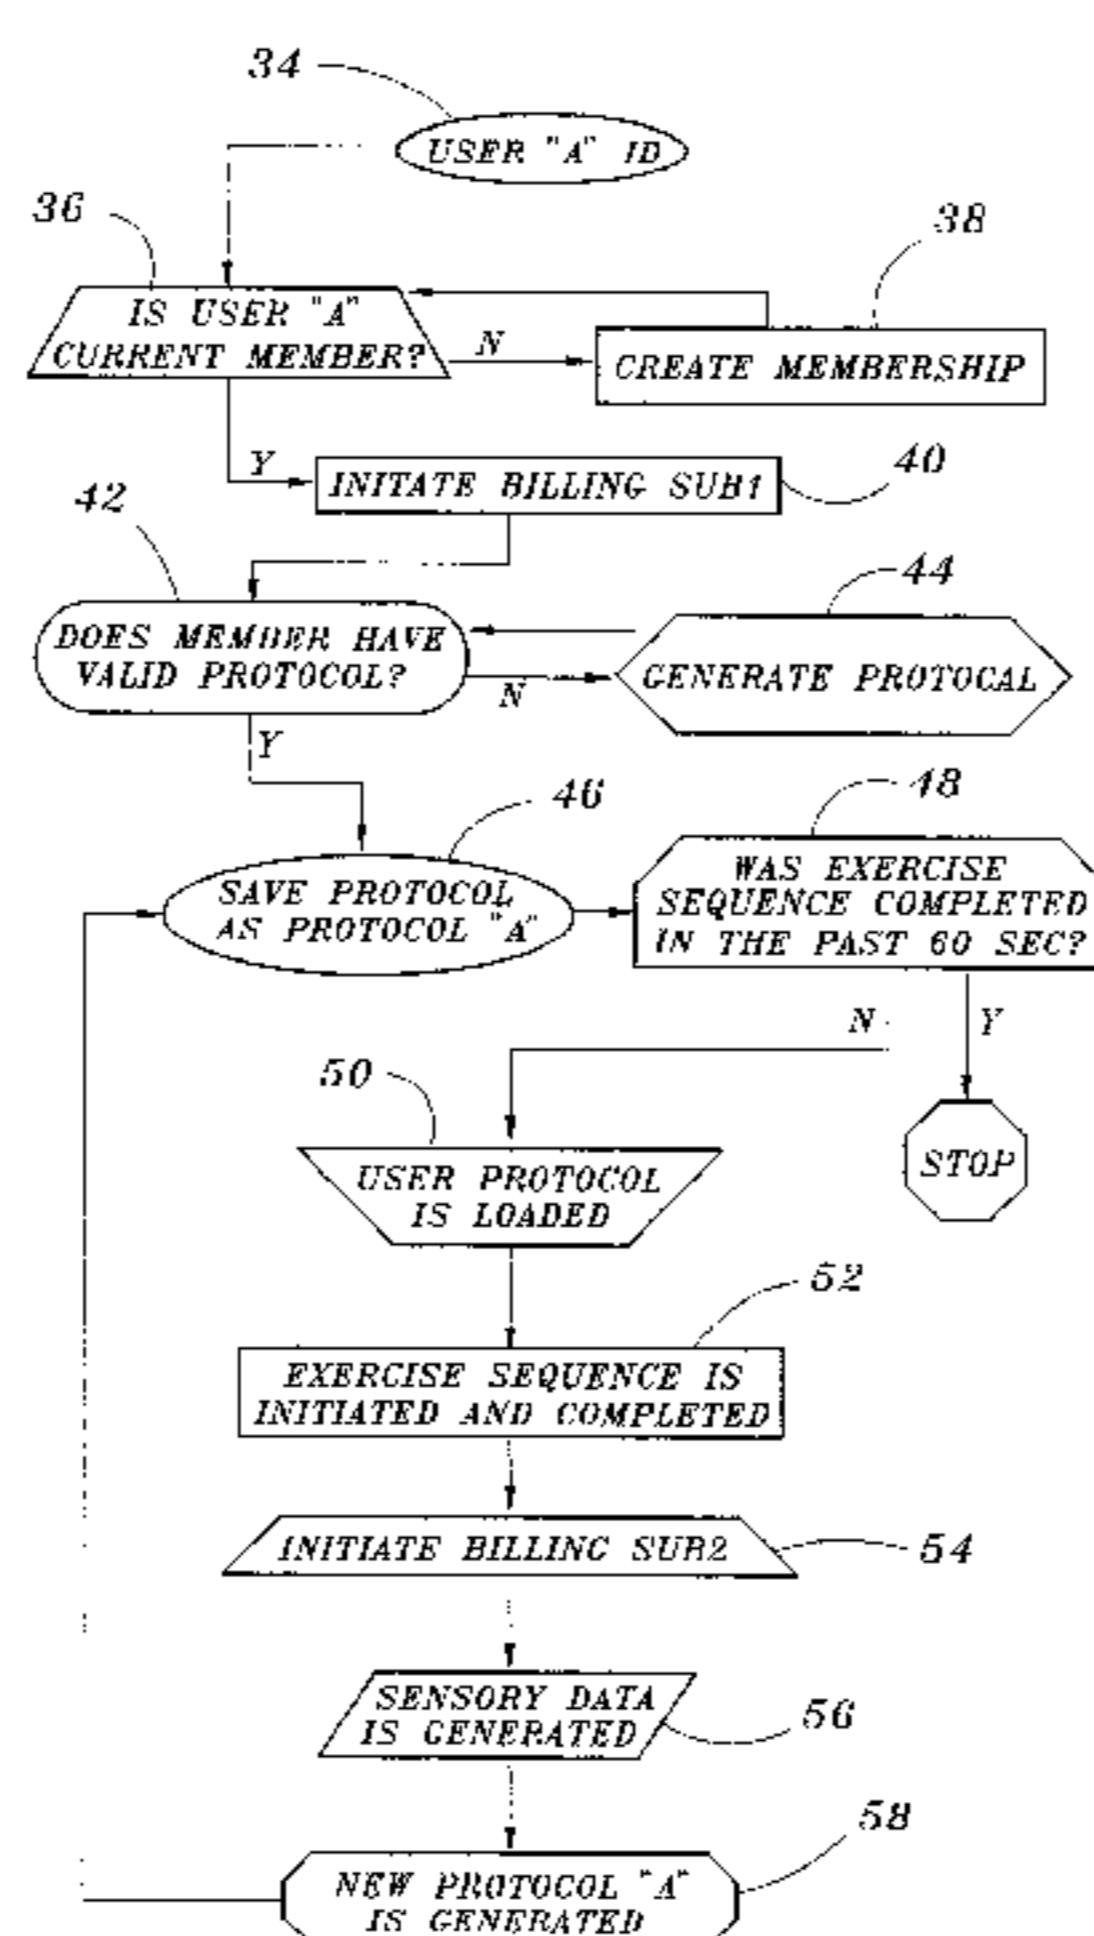 34
USER "A" ID
36
38
IS USER "A"
CURRENT MEMBER?
N
CREATE MEMBERSHIP
Y
INITATE BILLING SUB1
40
42
44
DOES MEMBER HAVE
VALID PROTOCOL?
N
GENERATE PROTOCAL
Y
46
48
SAVE PROTOCOL
AS PROTOCOL "A"
WAS EXERCISE
SEQUENCE COMPLETED
IN THE PAST 60 SEC?
N
Y
50
USER PROTOCOL
IS LOADED
STOP
52
EXERCISE SEQUENCE IS
INITIATED AND COMPLETED
INITIATE BILLING SUB2
54
SENSORY DATA
IS GENERATED
56
58
NEW PROTOCOL "A"
IS GENERATED